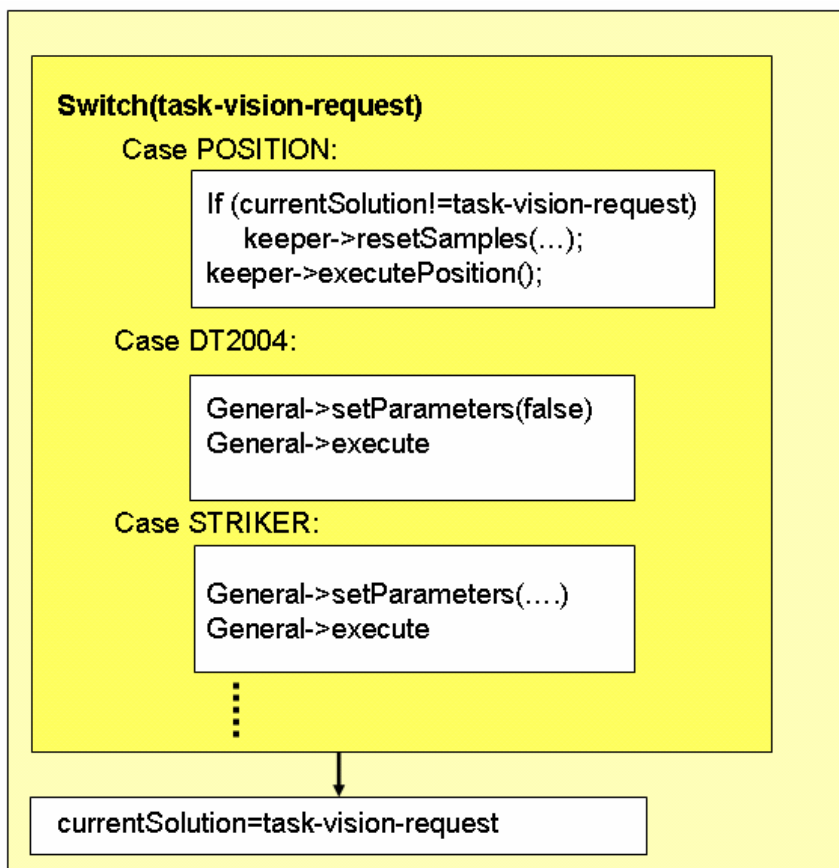 Switch(task-vision-request)
Case POSITION:
If (currentSolution!=task-vision-request)
keeper->resetSamples(...);
keeper->executePosition();
Case DT2004:
General->setParameters(false)
General->execute
Case STRIKER:
General->setParameters(....)
General->execute
currentSolution=task-vision-request